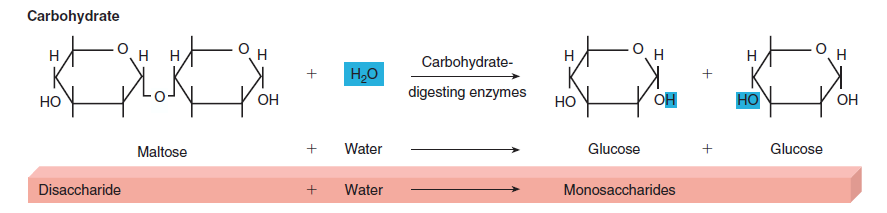 Carbohydrate
O O O O
H H H H H H H H
+ H₂O Carbohydrate- +
digesting enzymes
HO O OH HO OH HO OH
Maltose + Water Glucose + Glucose
Disaccharide + Water Monosaccharides